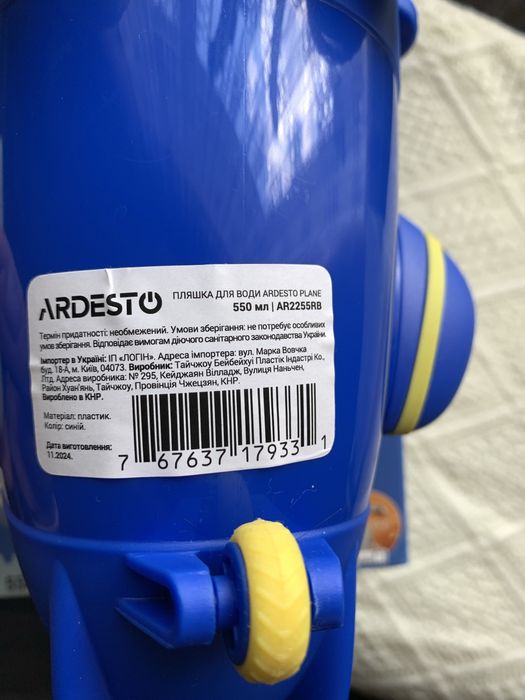 ARDESTO
ПЛЯШКА ДЛЯ ВОДИ ARDESTO PLANE
550 мл | AR2255RB
Термін придатності: необмежений. Умови зберігання: не потребує особливих
умов зберігання. Відповідає вимогам діючого санітарного законодавства України.
Імпортер в Україні: ІП «ЛОГІН». Адреса імпортера: вул. Марка Вовчка
буд. 18-А, м. Київ, 04073. Виробник: Тайчжоу Бейбейхуі Пластік Індастрі Ко.,
Лтд. Адреса виробника: № 295, Кейджаян Вілладж, Вулиця Наньчен,
Район Хуан'янь, Тайчжоу, Провінція Чжецзян, КНР.
Вироблено в КНР.
Матеріал: пластик.
Колір: синій.
Дата виготовлення:
11.2024.
7 67637 17933 1